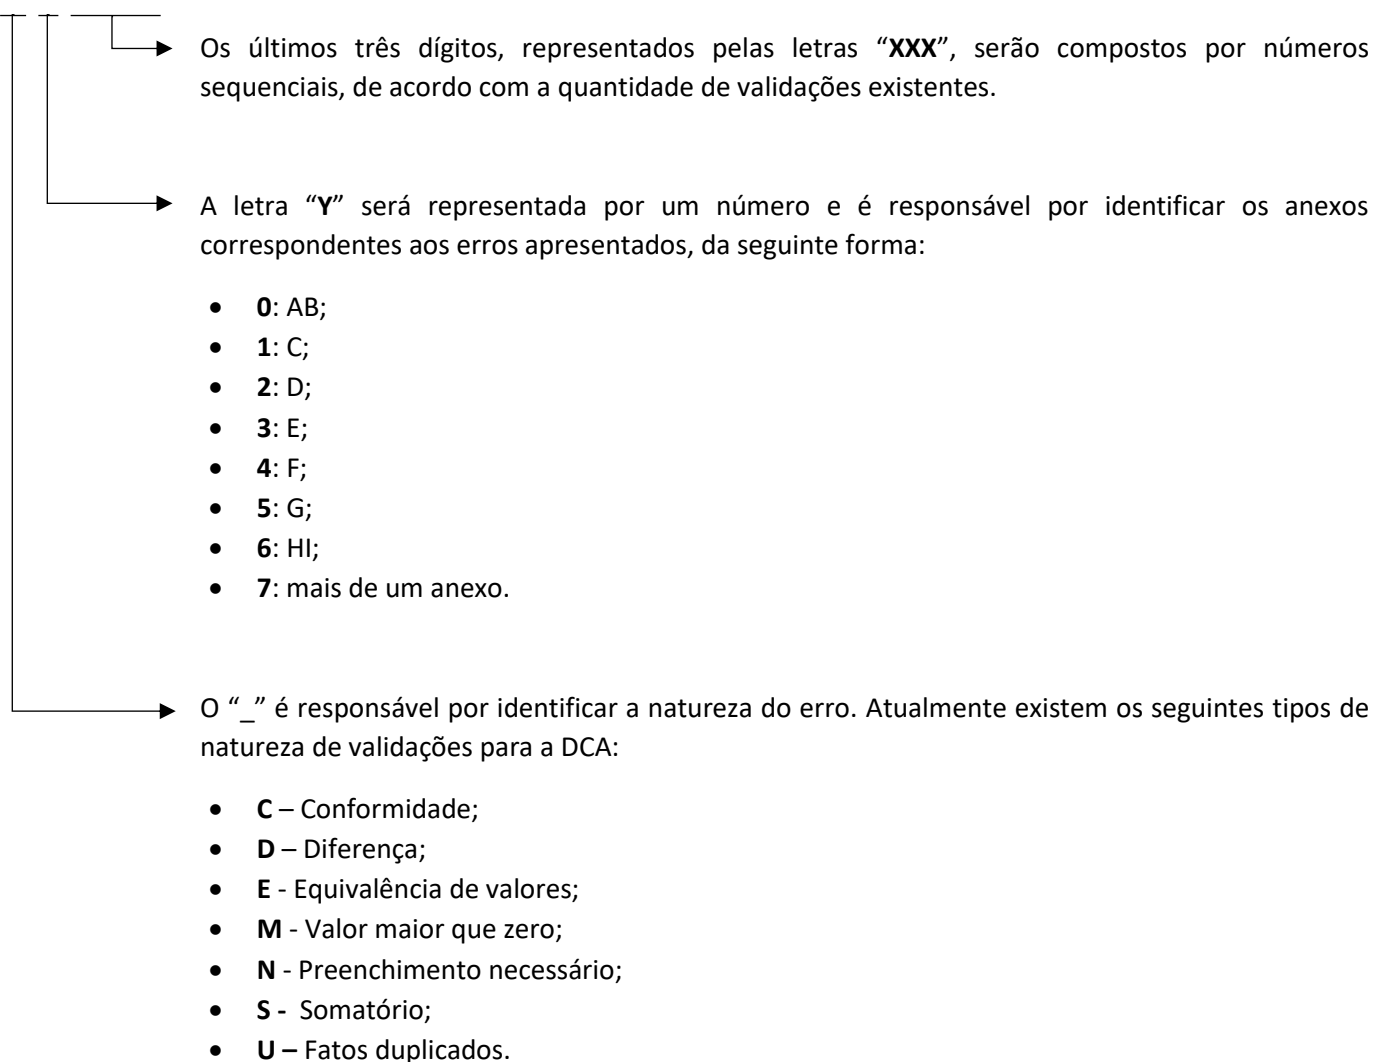 Os últimos três dígitos, representados pelas letras “XXX”, serão compostos por números
sequenciais, de acordo com a quantidade de validações existentes.
A letra “Y” será representada por um número e é responsável por identificar os anexos
correspondentes aos erros apresentados, da seguinte forma:
• 0: AB;
• 1: C;
• 2: D;
• 3: E;
• 4: F;
• 5: G;
• 6: HI;
• 7: mais de um anexo.
O “_” é responsável por identificar a natureza do erro. Atualmente existem os seguintes tipos de
natureza de validações para a DCA:
• C – Conformidade;
• D – Diferença;
• E - Equivalência de valores;
• M - Valor maior que zero;
• N - Preenchimento necessário;
• S - Somatório;
• U – Fatos duplicados.